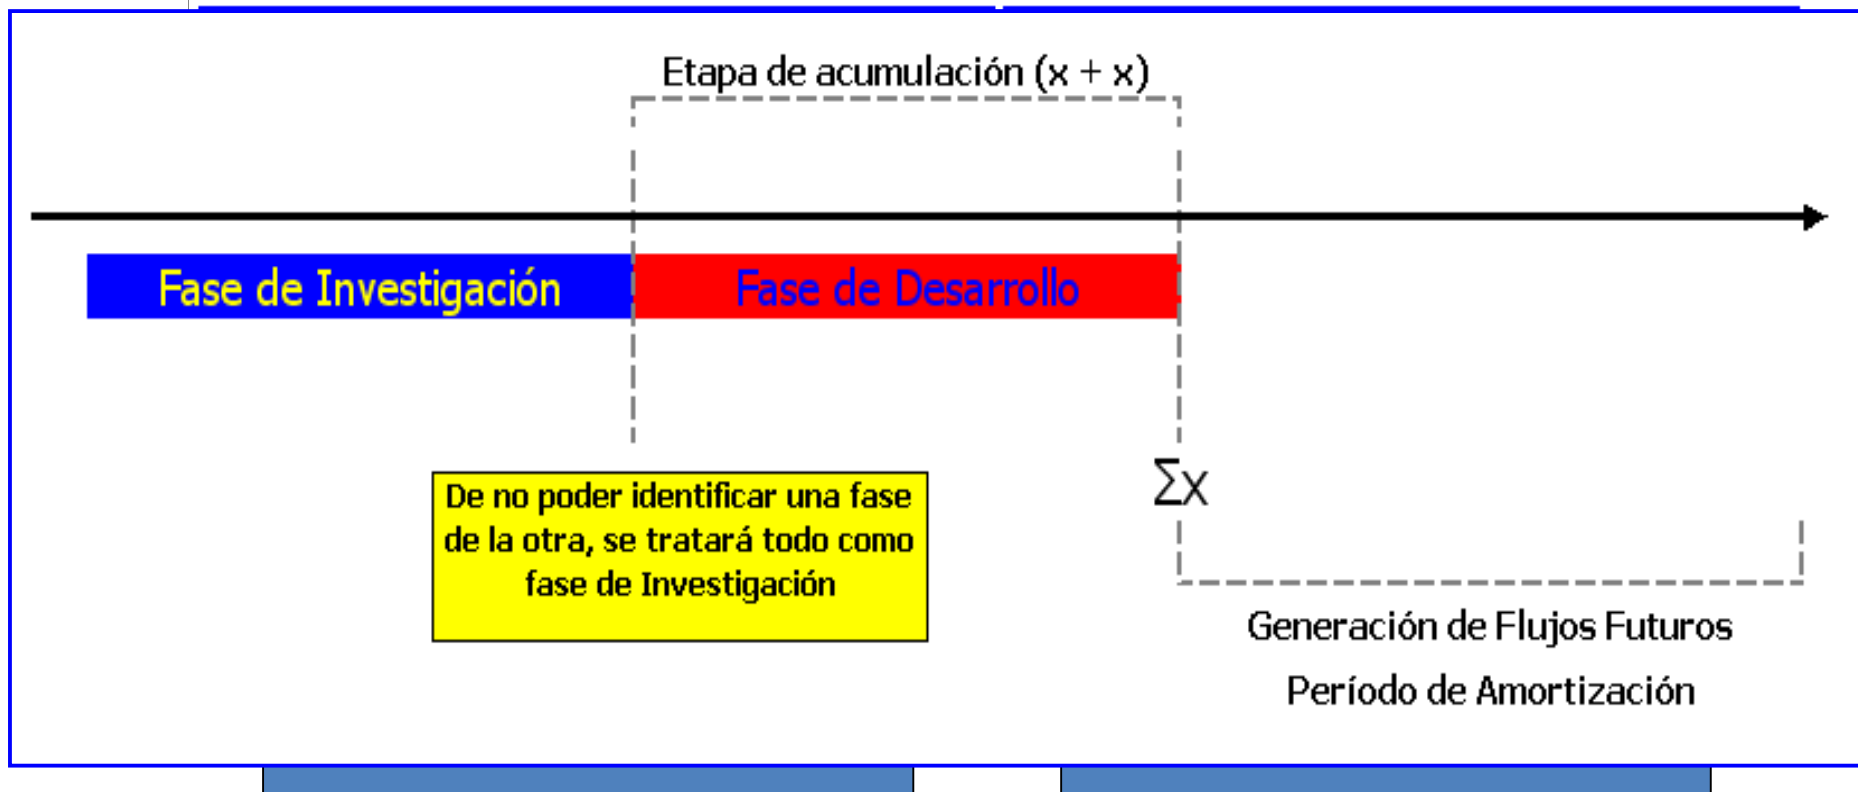 Etapa de acumulación (x + x)
Fase de Investigación
Fase de Desarrollo
De no poder identificar una fase
de la otra, se tratará todo como
fase de Investigación
Σx
Generación de Flujos Futuros
Período de Amortización